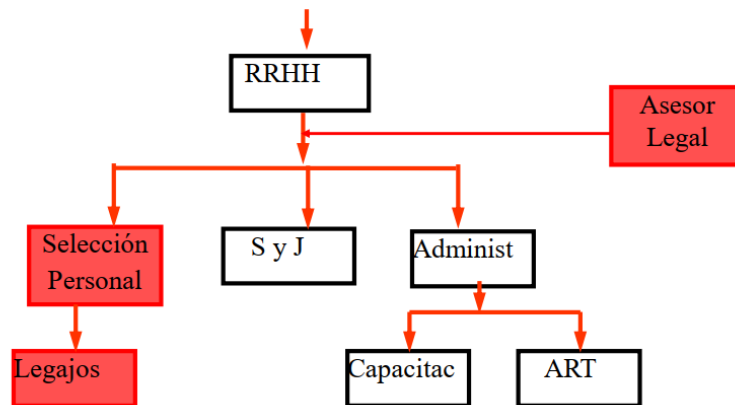 RRHH
Asesor
Legal
Selección
Personal
S y J
Administ
Legajos
Capacitac
ART